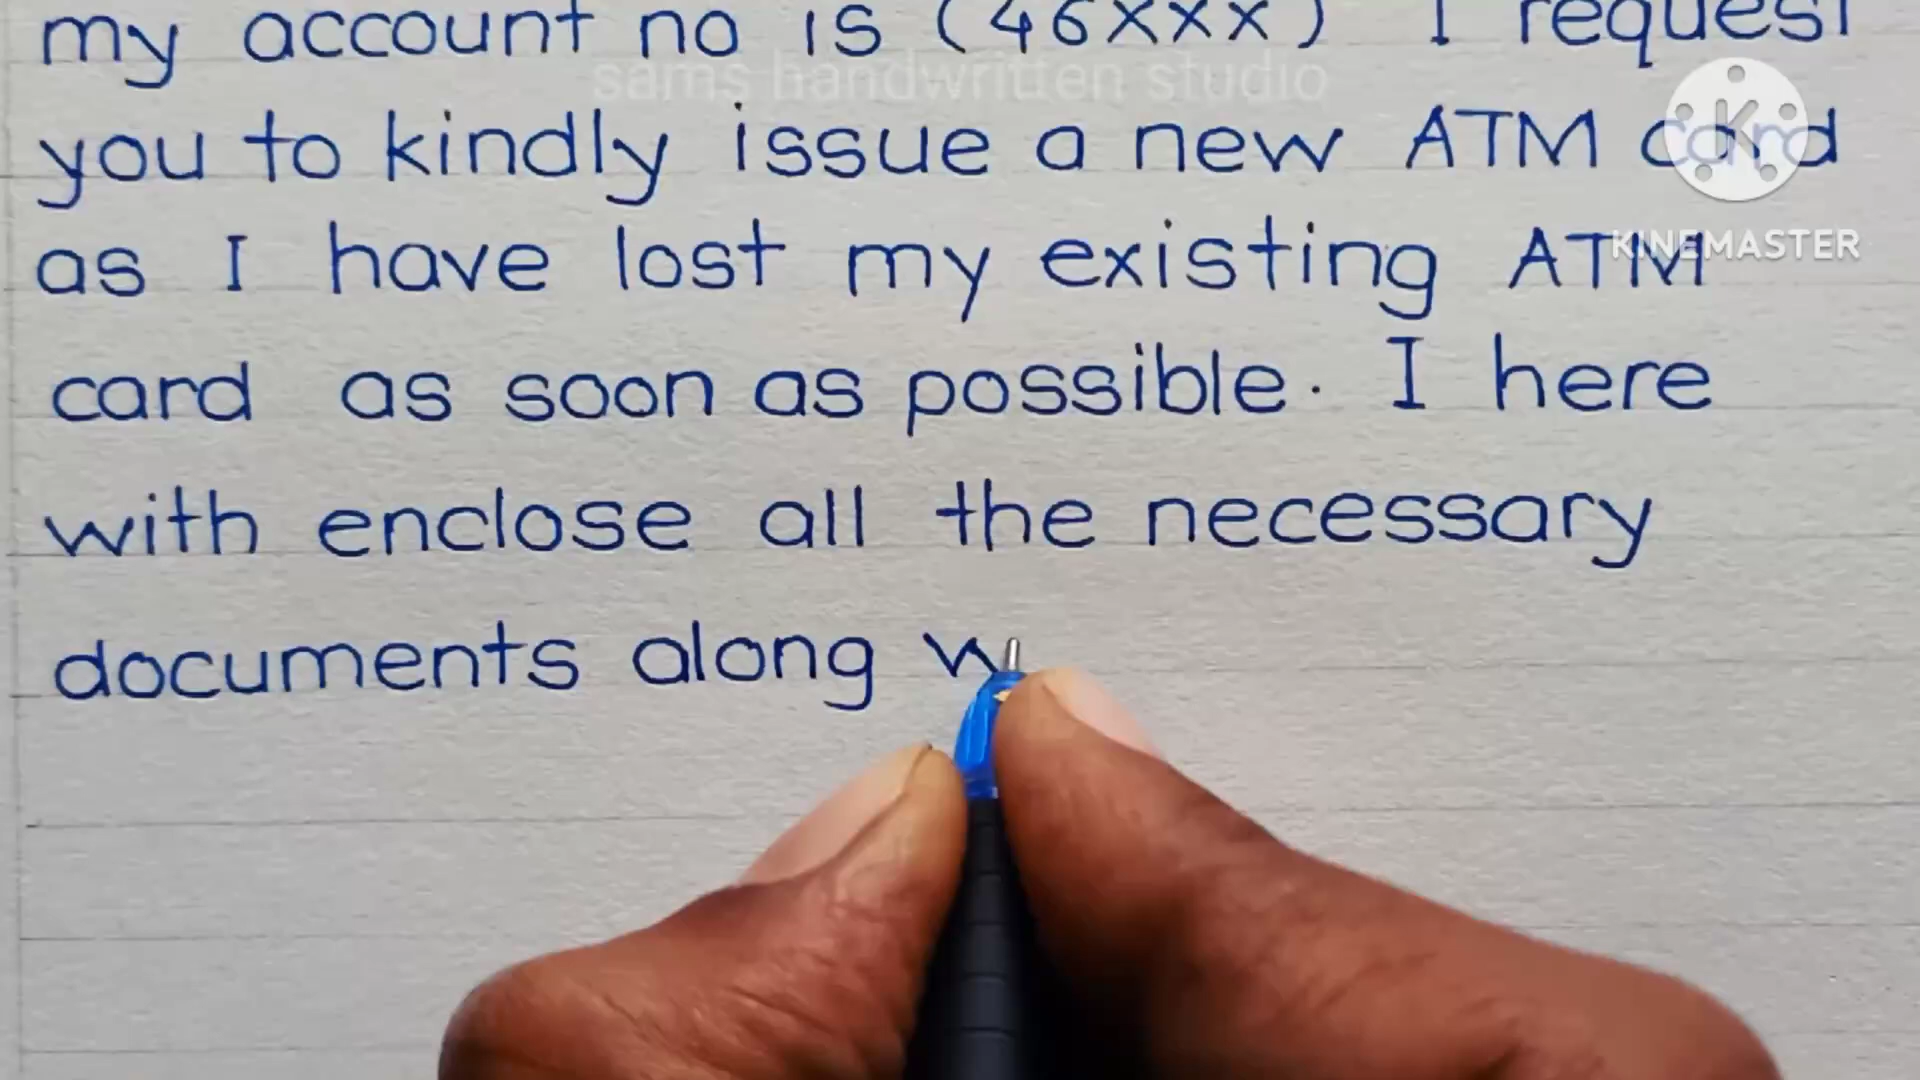 my account no is (46xxx) I request
sams handwritten studio
you to kindly issue a new ATM card
as I have lost my existing ATM
KINEMASTER
card as soon as possible. I here
with enclose all the necessary
documents along w